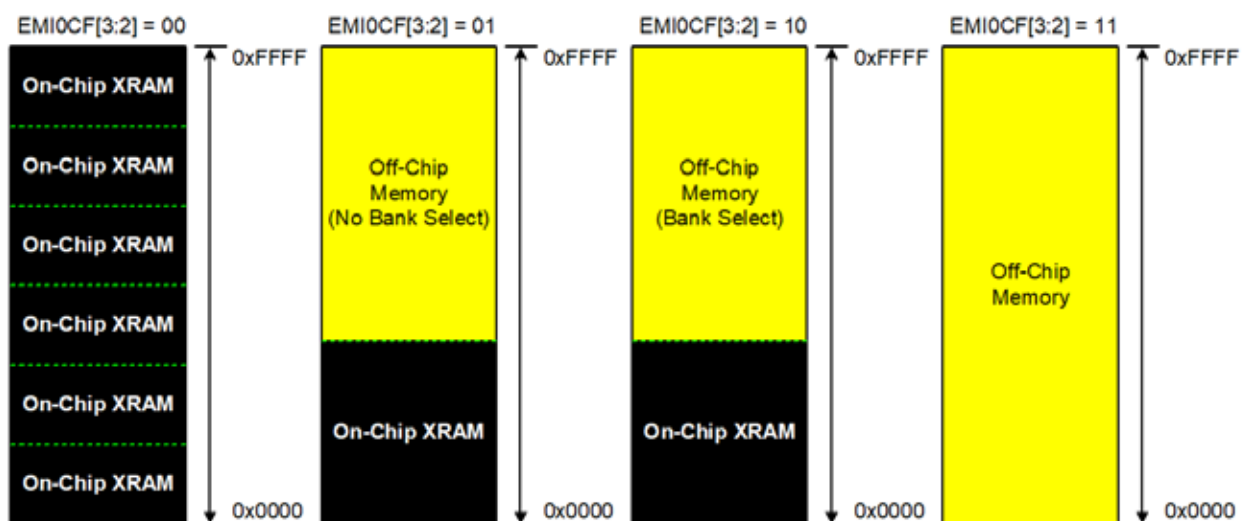 EMI0CF[3:2] = 00
On-Chip XRAM
On-Chip XRAM
On-Chip XRAM
On-Chip XRAM
On-Chip XRAM
On-Chip XRAM
0xFFFF
0x0000
EMI0CF[3:2] = 01
Off-Chip
Memory
(No Bank Select)
On-Chip XRAM
0xFFFF
0x0000
EMI0CF[3:2] = 10
Off-Chip
Memory
(Bank Select)
On-Chip XRAM
0xFFFF
0x0000
EMI0CF[3:2] = 11
Off-Chip
Memory
0xFFFF
0x0000